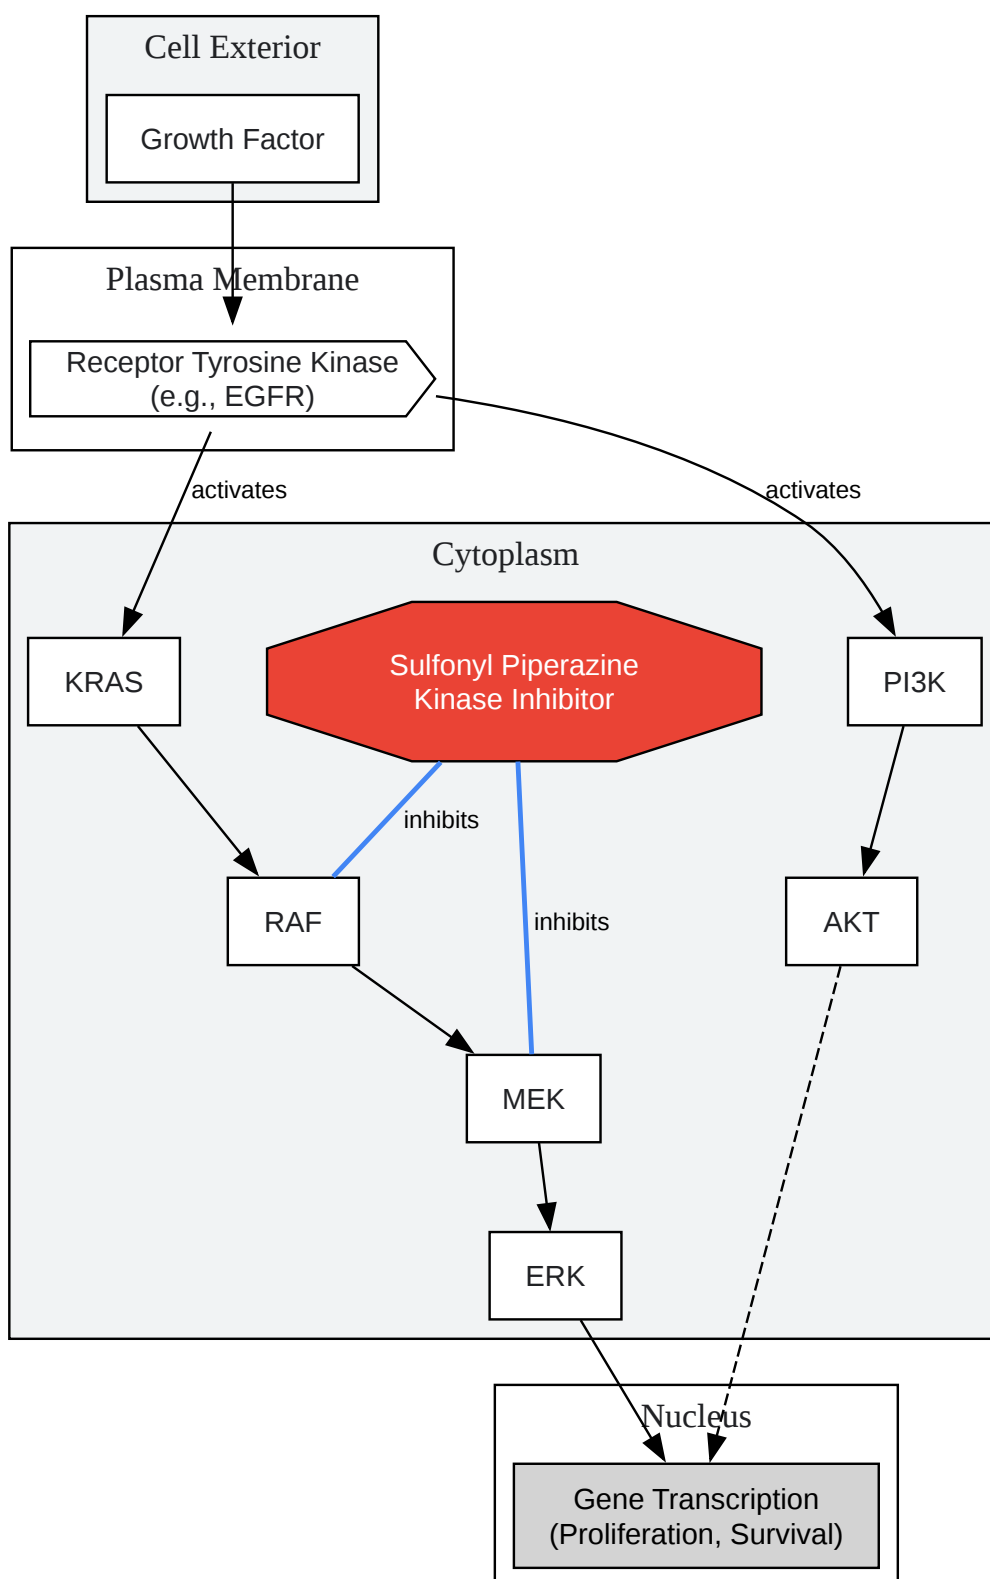 Cell Exterior
Growth Factor
Plasma Membrane
Receptor Tyrosine Kinase
(e.g., EGFR)
activates
activates
Cytoplasm
KRAS
Sulfonyl Piperazine
Kinase Inhibitor
PI3K
inhibits
RAF
inhibits
AKT
MEK
ERK
Nucleus
Gene Transcription
(Proliferation, Survival)